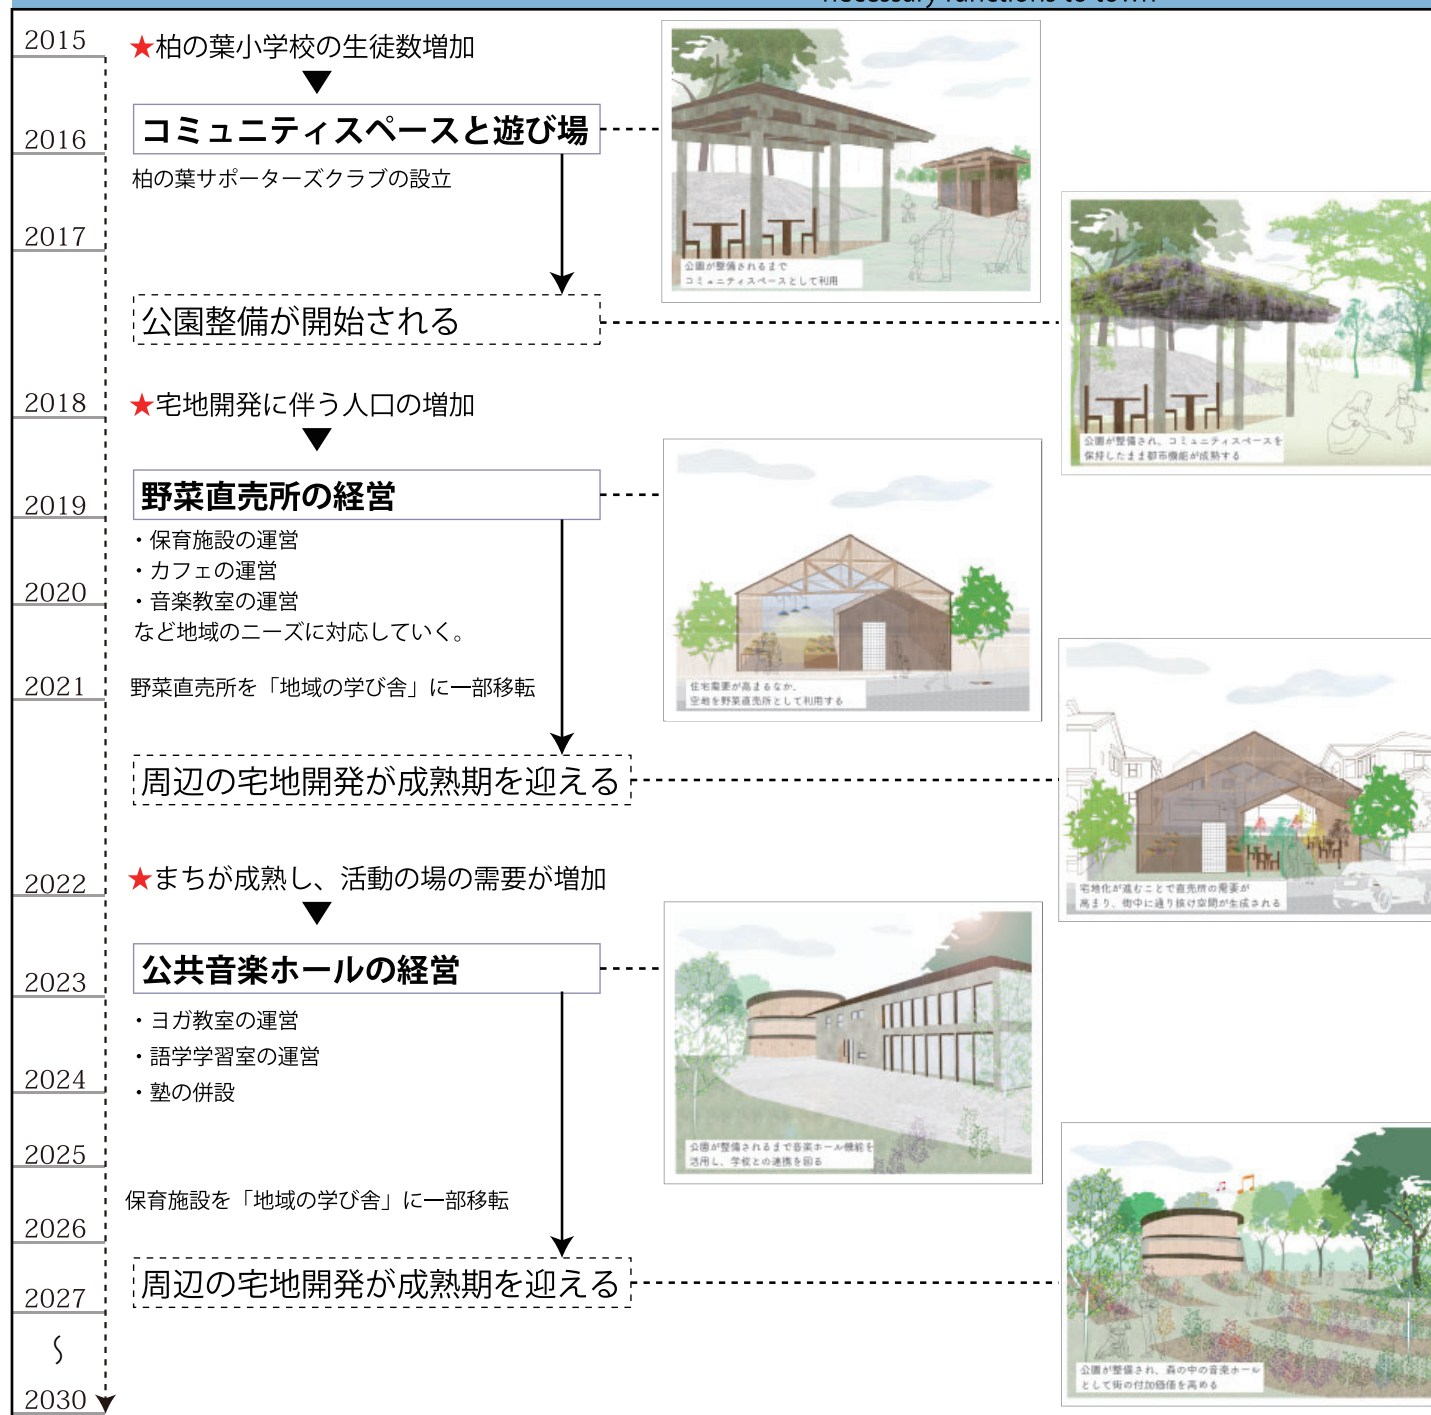 necessary functions to town
2015
★柏の葉小学校の生徒数増加
2016
コミュニティスペースと遊び場
柏の葉サポーターズクラブの設立
2017
公園が整備されるまで
コミュニティスペースとして利用
公園整備が開始される
公園が整備され、コミュニティスペースを
保持したまま都市機能が成熟する
2018
★宅地開発に伴う人口の増加
2019
野菜直売所の経営
・保育施設の運営
・カフェの運営
2020
・音楽教室の運営
など地域のニーズに対応していく。
2021
野菜直売所を「地域の学び舎」に一部移転
住宅需要が高まるなか、
空地を野菜直売所として利用する
周辺の宅地開発が成熟期を迎える
宅地化が進むことで直売所の需要が
高まり、街中に通り抜け空間が生成される
2022
★まちが成熟し、活動の場の需要が増加
2023
公共音楽ホールの経営
・ヨガ教室の運営
・語学学習室の運営
2024
・塾の併設
公園が整備されるまで音楽ホール機能を
活用し、学校との連携を図る
2025
保育施設を「地域の学び舎」に一部移転
2026
周辺の宅地開発が成熟期を迎える
2027
〜
2030
公園が整備され、森の中の音楽ホール
として街の付加価値を高める